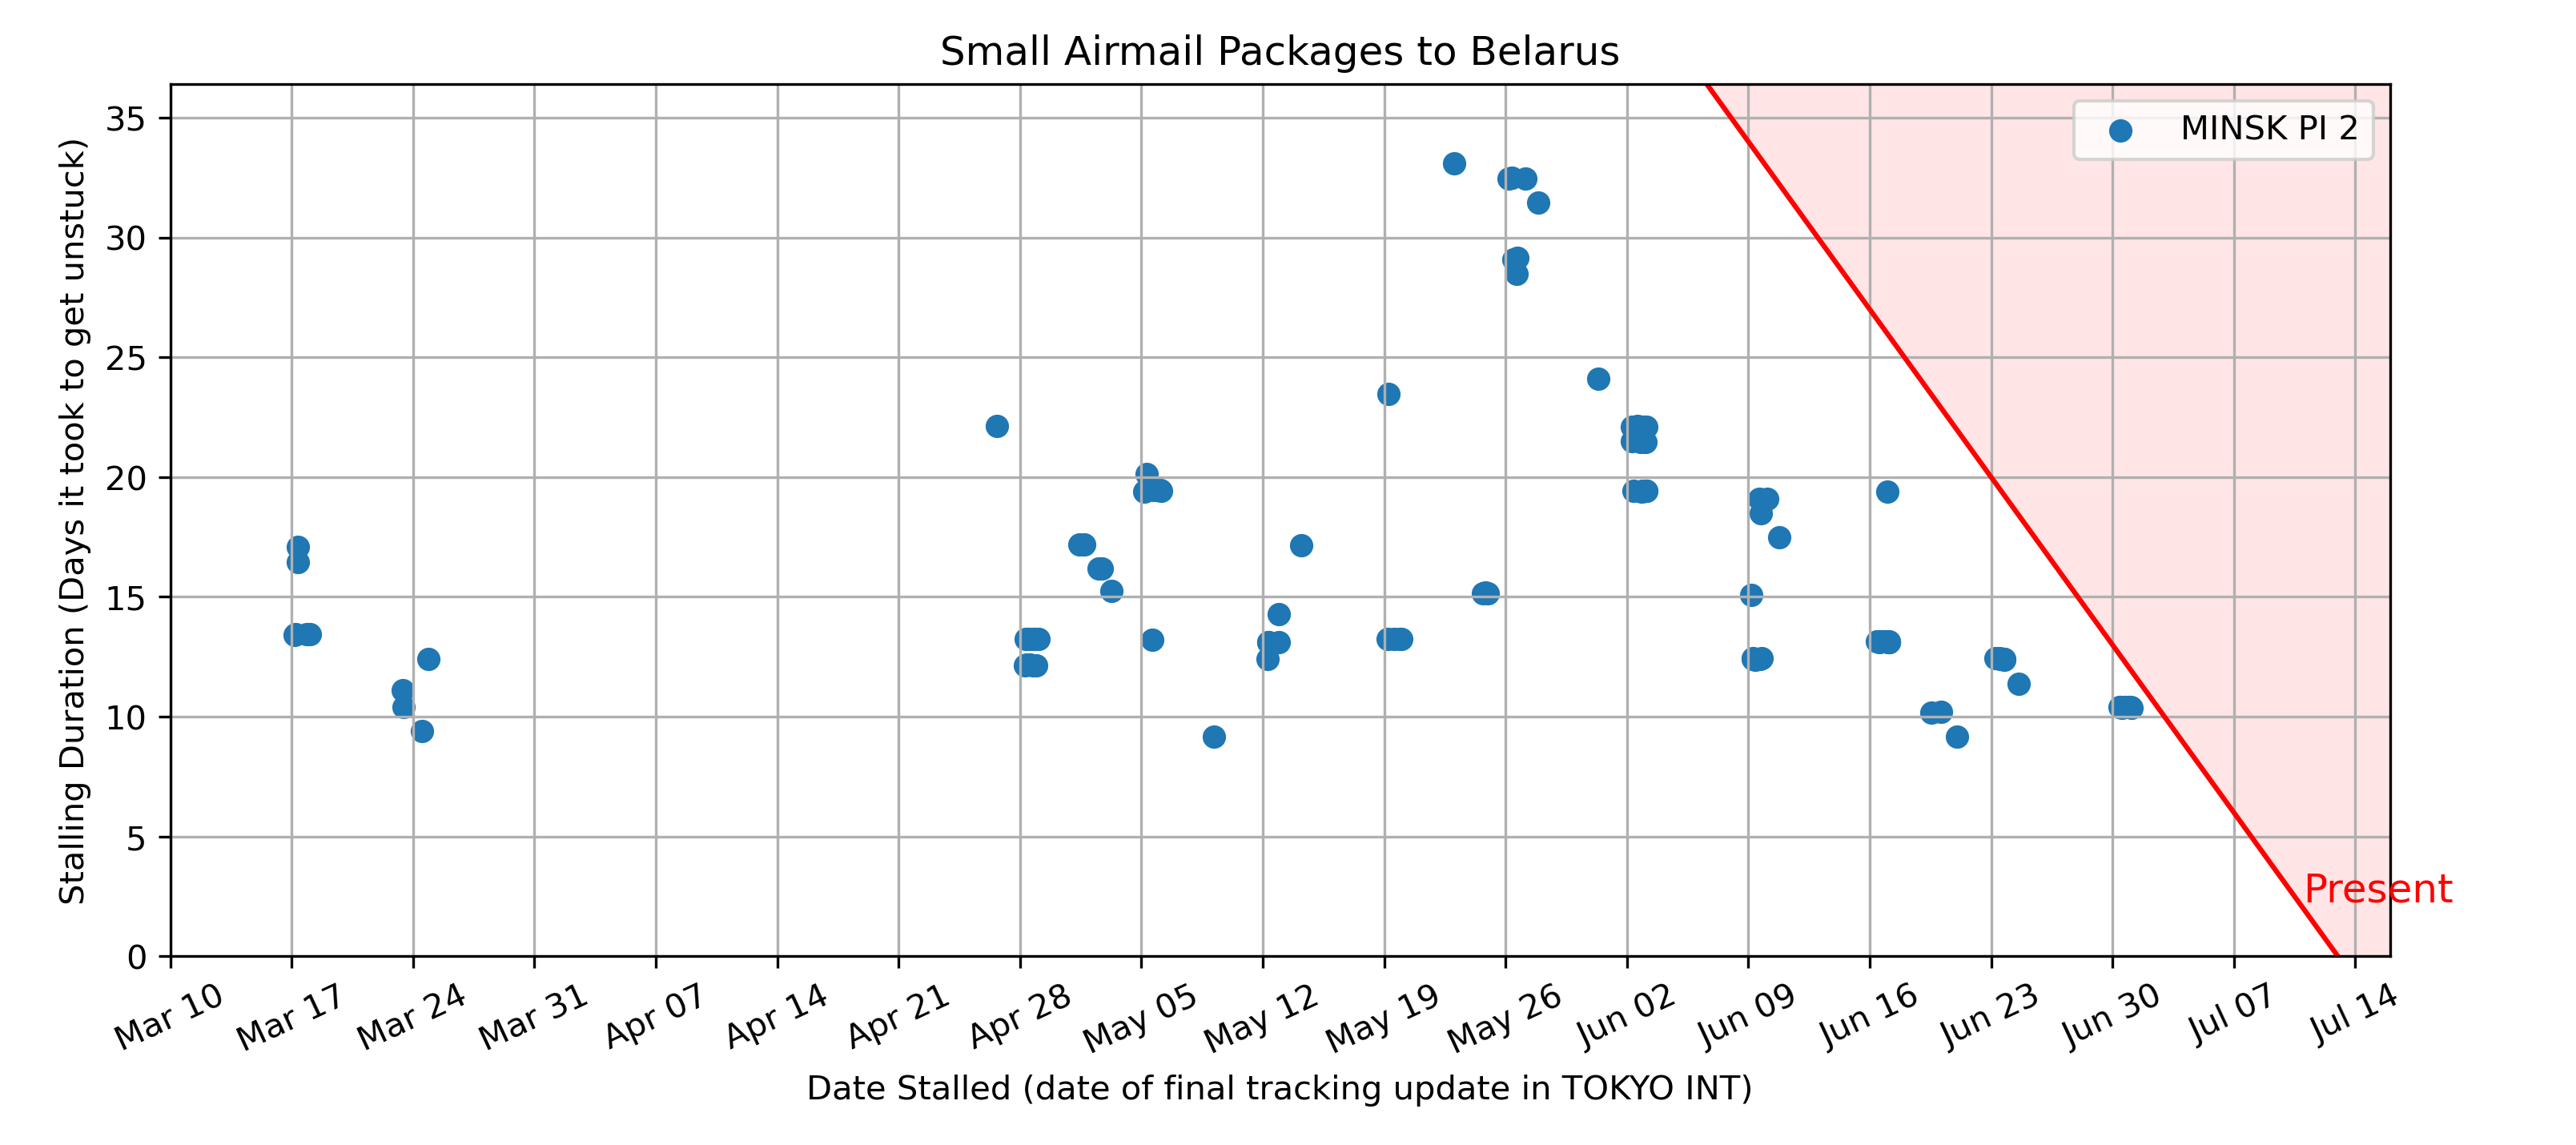 Small Airmail Packages to Belarus
MINSK PI 2
Stalling Duration (Days it took to get unstuck)
35
30
25
20
15
10
5
0
Present
Mar 10
Mar 17
Mar 24
Mar 31
Apr 07
Apr 14
Apr 21
Apr 28
May 05
May 12
May 19
May 26
Jun 02
Jun 09
Jun 16
Jun 23
Jun 30
Jul 07
Jul 14
Date Stalled (date of final tracking update in TOKYO INT)